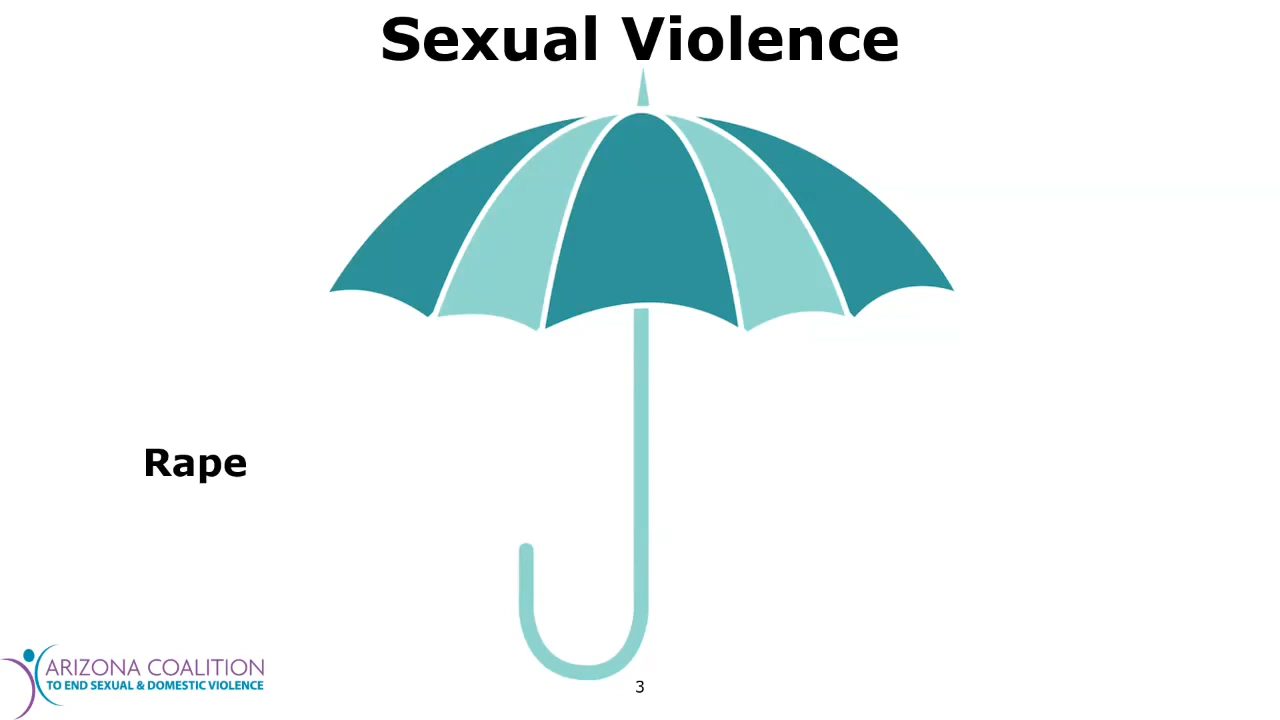 Sexual Violence
Rape
ARIZONA COALITION
TO END SEXUAL & DOMESTIC VIOLENCE
3